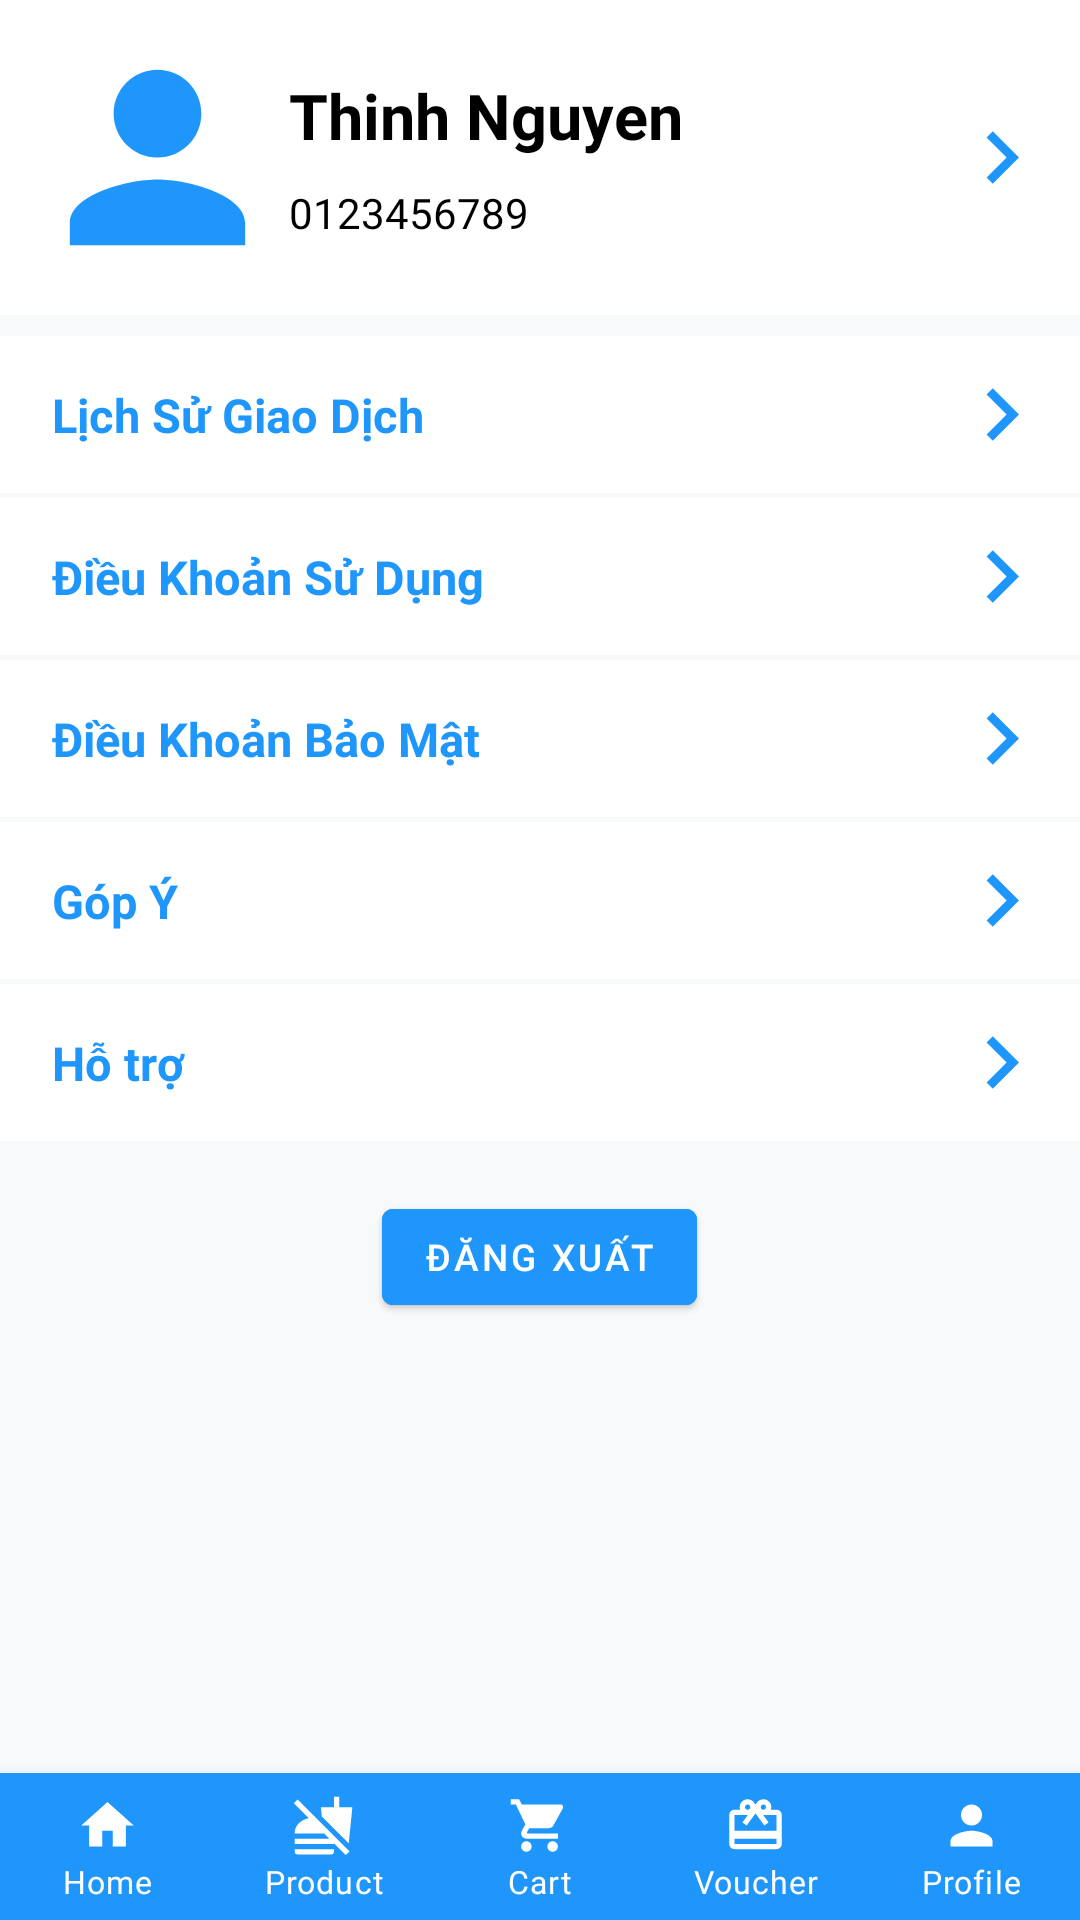 Thinh Nguyen
0123456789
Lịch Sử Giao Dịch
Điều Khoản Sử Dụng
Điều Khoản Bảo Mật
Góp Ý
Hỗ trợ
ĐĂNG XUẤT
Home Product Cart Voucher Profile